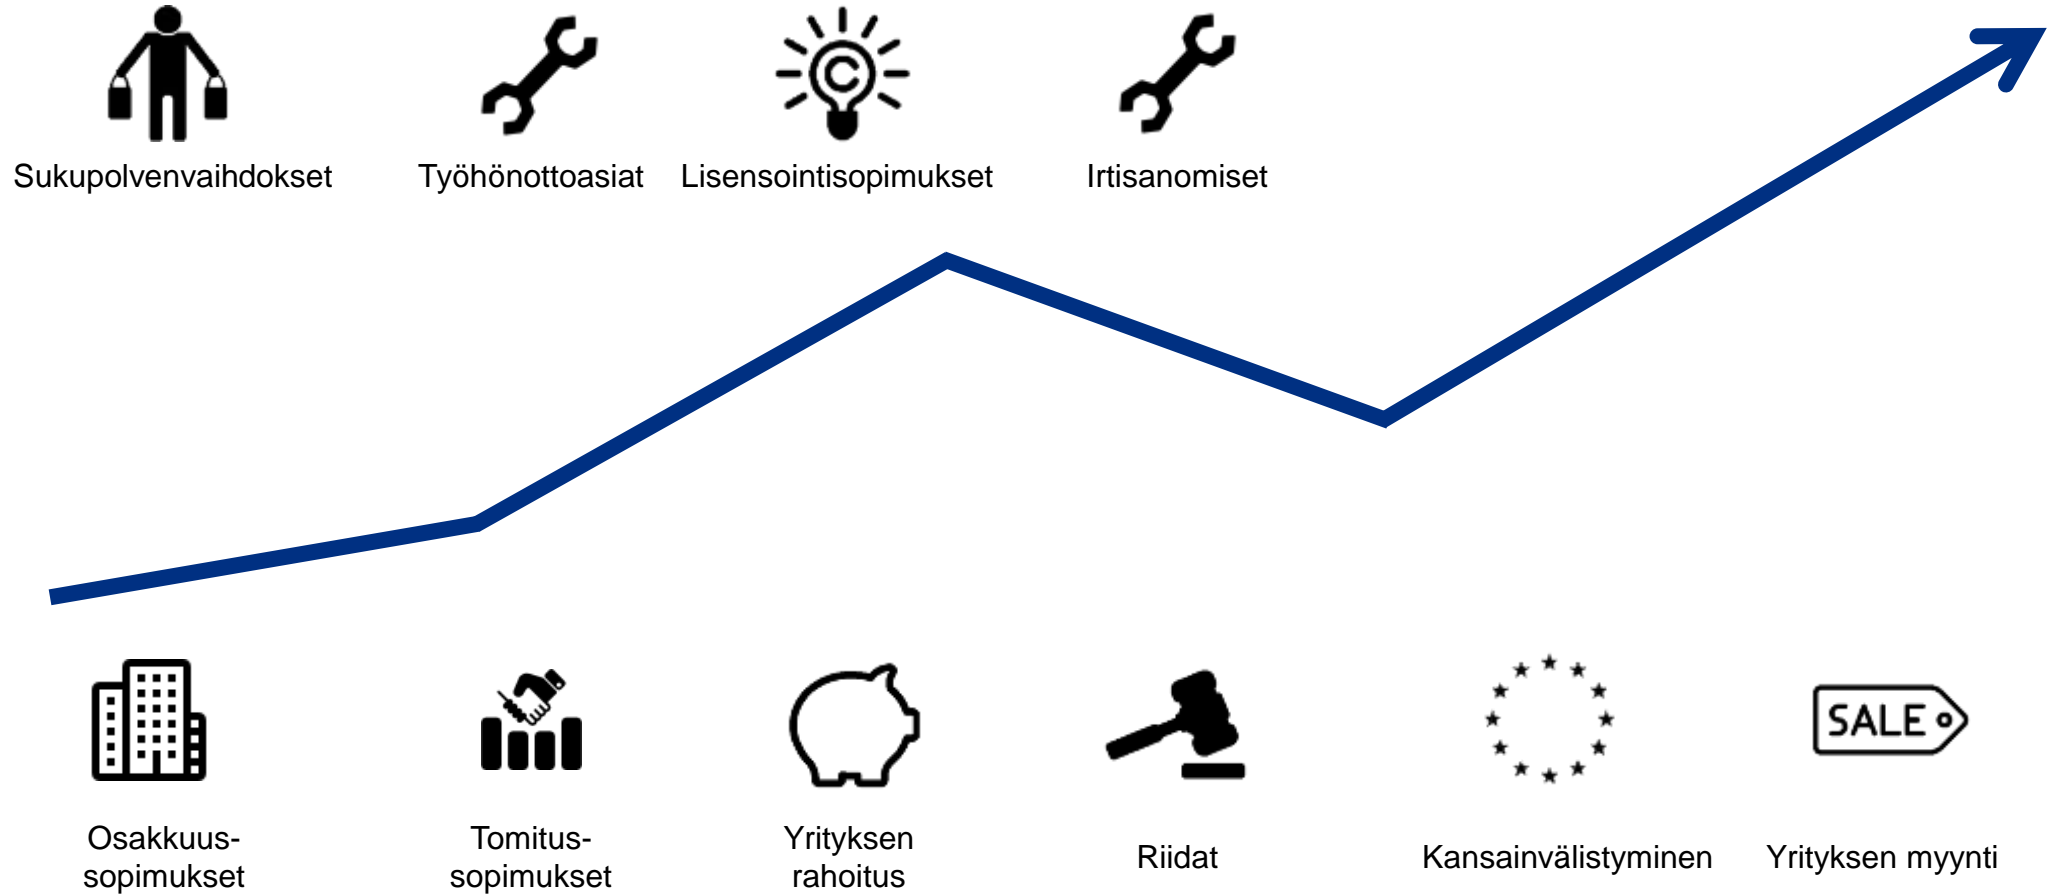 Sukupolvenvaihdokset
Työhönottoasiat
Lisensointisopimukset
Irtisanomiset
Osakkuus-
sopimukset
Tomitus-
sopimukset
Yrityksen
rahoitus
Riidat
Kansainvälistyminen
SALE
Yrityksen myynti